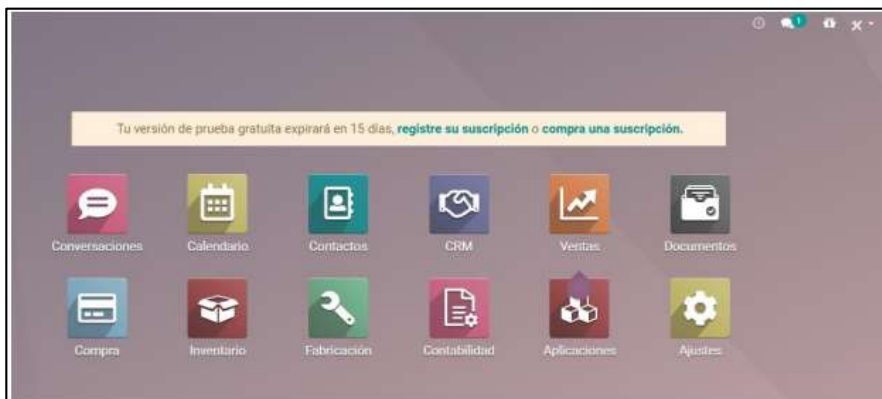 1
Tu versión de prueba gratuita expirará en 15 días, registre su suscripción o compra una suscripción.
Conversaciones Calendario Contactos CRM Ventas Documentos
Compra Inventario Fabricación Contabilidad Aplicaciones Ajustes